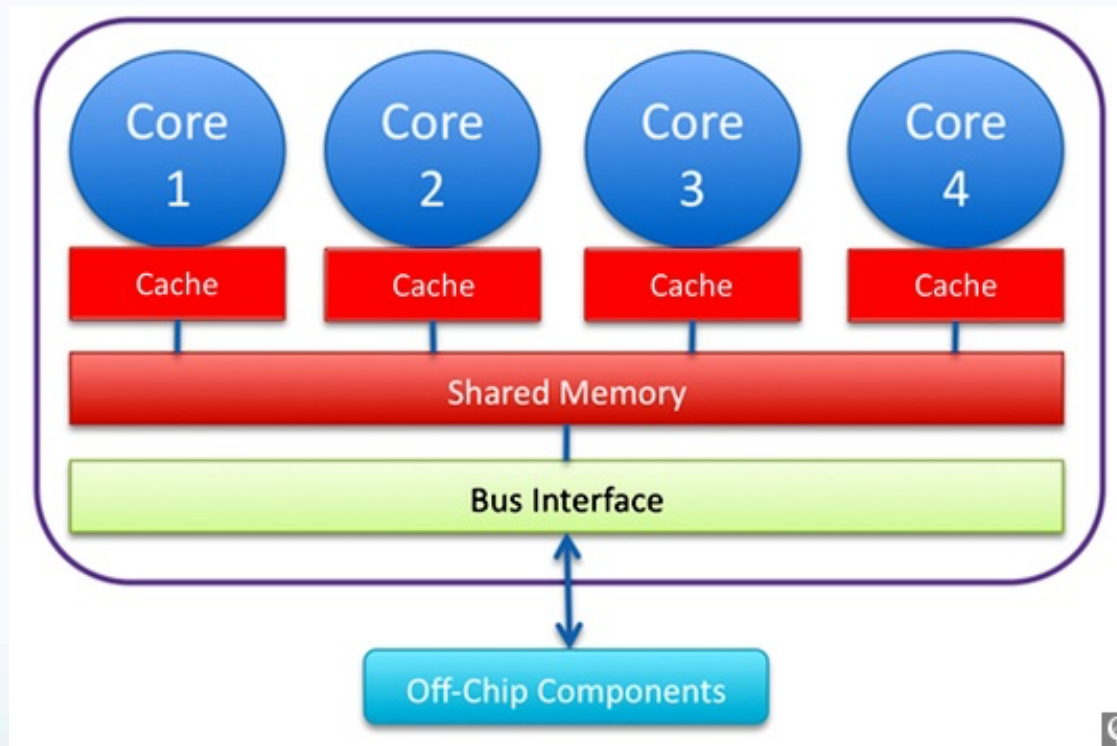 Core
1
Core
2
Core
3
Core
4
Cache
Cache
Cache
Cache
Shared Memory
Bus Interface
Off-Chip Components